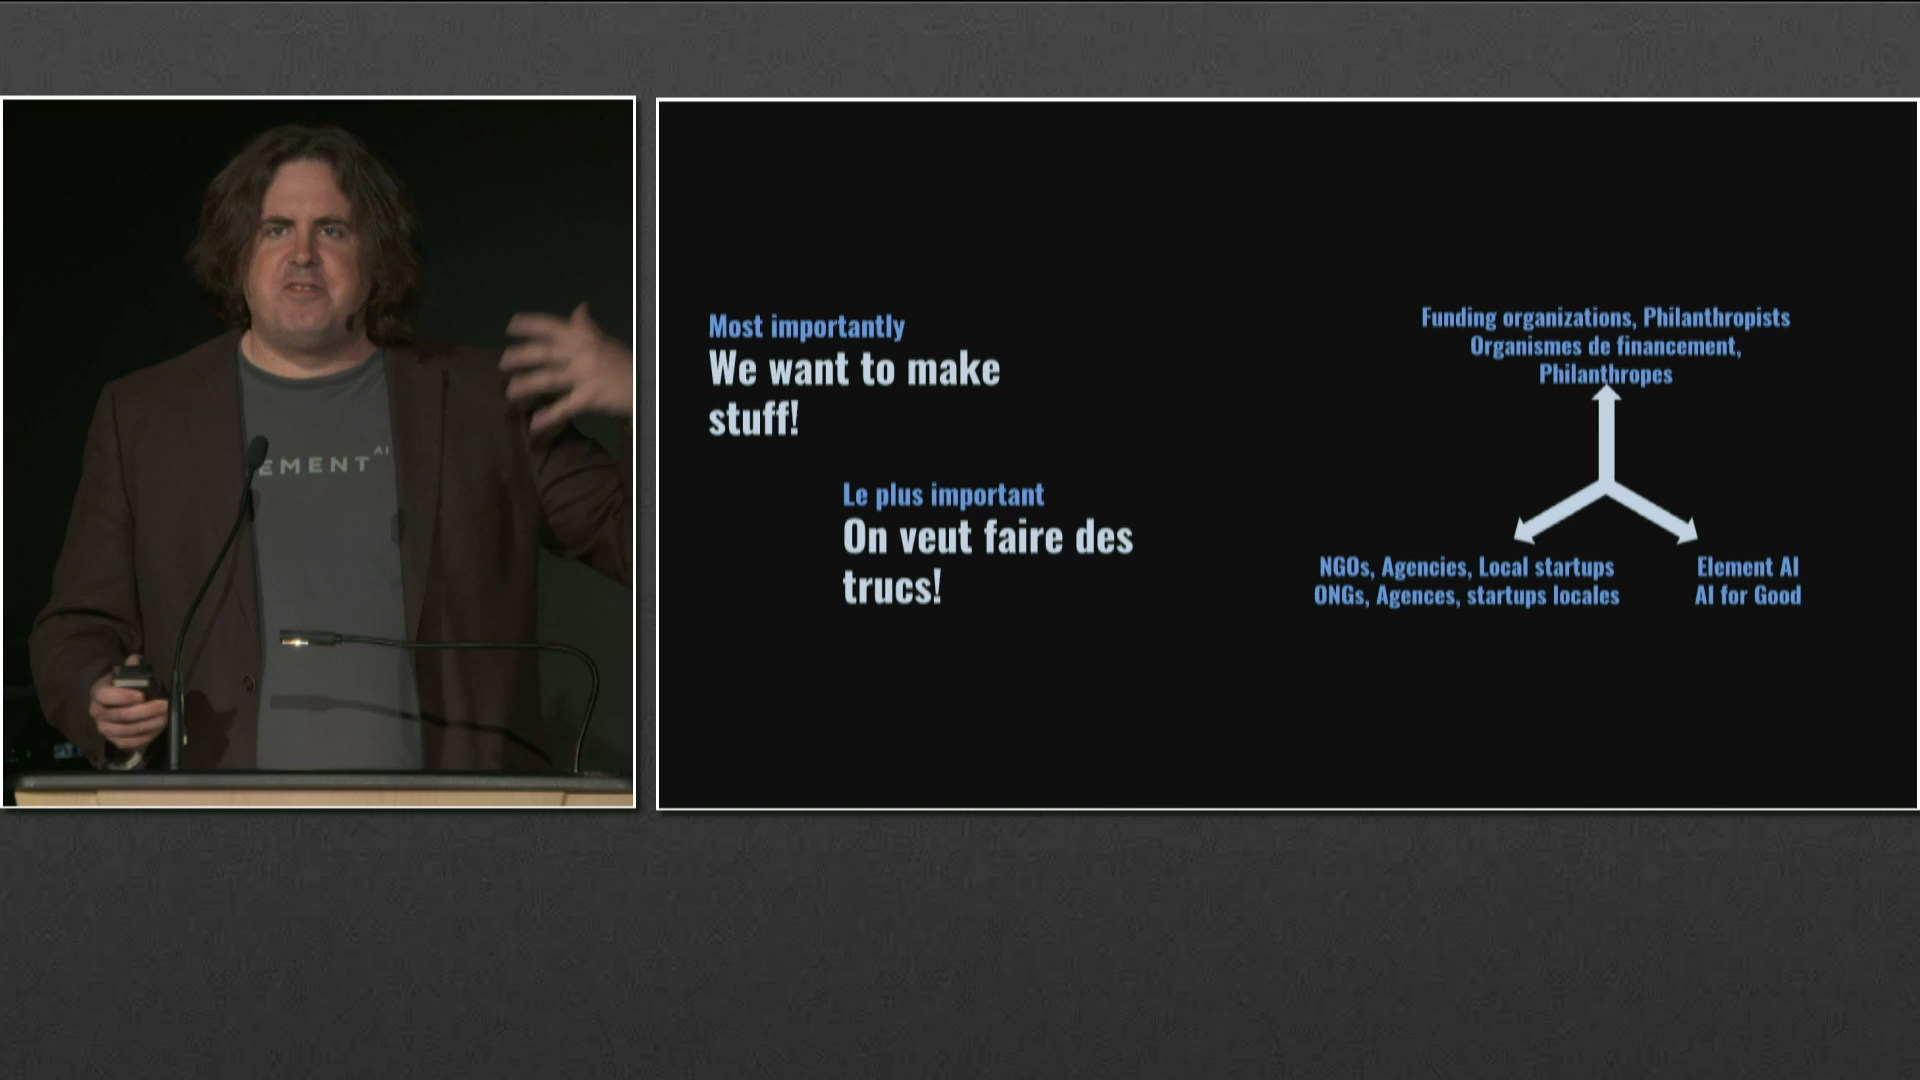 EMENT AI
Most importantly
We want to make
stuff!
Le plus important
On veut faire des
trucs!
Funding organizations, Philanthropists
Organismes de financement,
Philanthropes
NGOs, Agencies, Local startups
ONGs, Agences, startups locales
Element AI
AI for Good